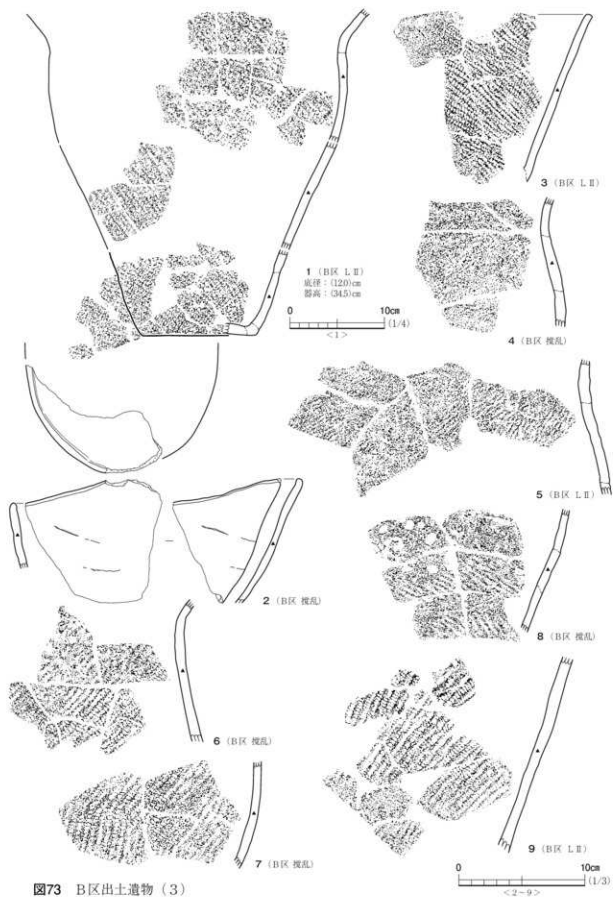 1 (B区 LⅡ)
底径：(12.0)cm
器高：(34.5)cm
0 10cm
(1/4)
<1>
3 (B区 LⅡ)
4 (B区 撹乱)
5 (B区 LⅡ)
2 (B区 撹乱)
8 (B区 撹乱)
6 (B区 撹乱)
7 (B区 撹乱)
9 (B区 LⅡ)
0 10cm
(1/3)
<2～9>
図73 B区出土遺物（3）